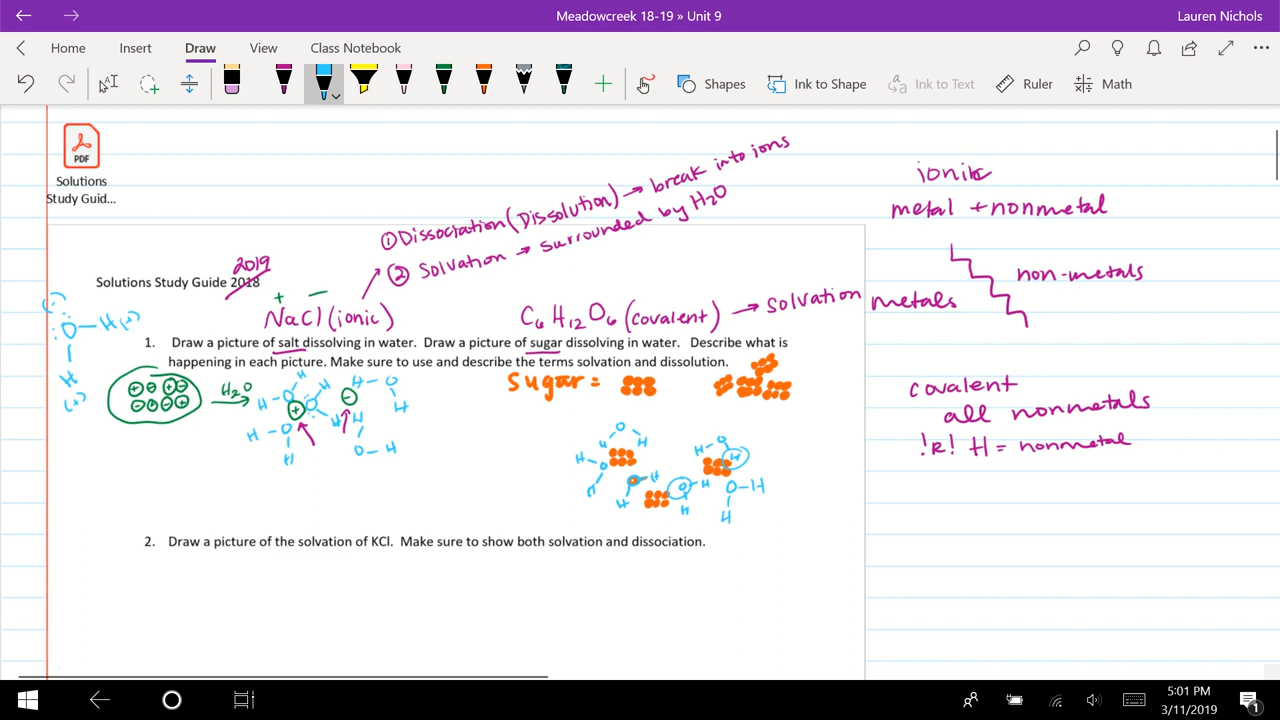 Meadowcreek 18-19 » Unit 9
Lauren Nichols
Home Insert Draw View Class Notebook
Shapes Ink to Shape Ink to Text Ruler Math
PDF
Solutions
Study Guid...
① Dissociation (Dissolution) → break into ions
② Solvation → surrounded by H2O
ionic
metal + nonmetal
non-metals
metals
2019
Solutions Study Guide 2018
+ −
NaCl (ionic)
C6H12O6 (covalent) → solvation
1. Draw a picture of salt dissolving in water. Draw a picture of sugar dissolving in water. Describe what is
happening in each picture. Make sure to use and describe the terms solvation and dissolution.
(-)
O-H(+)
H
(+)
H2O
sugar =
covalent
all nonmetals
!R! H = nonmetal
+ - + -
- - - +
+
-
H O H
H H O
H O H
H
H O
H
H
O - H
O
H H
H O
H
H
H
H O
H
O H
H
O-H
H
2. Draw a picture of the solvation of KCl. Make sure to show both solvation and dissociation.
5:01 PM
3/11/2019
1